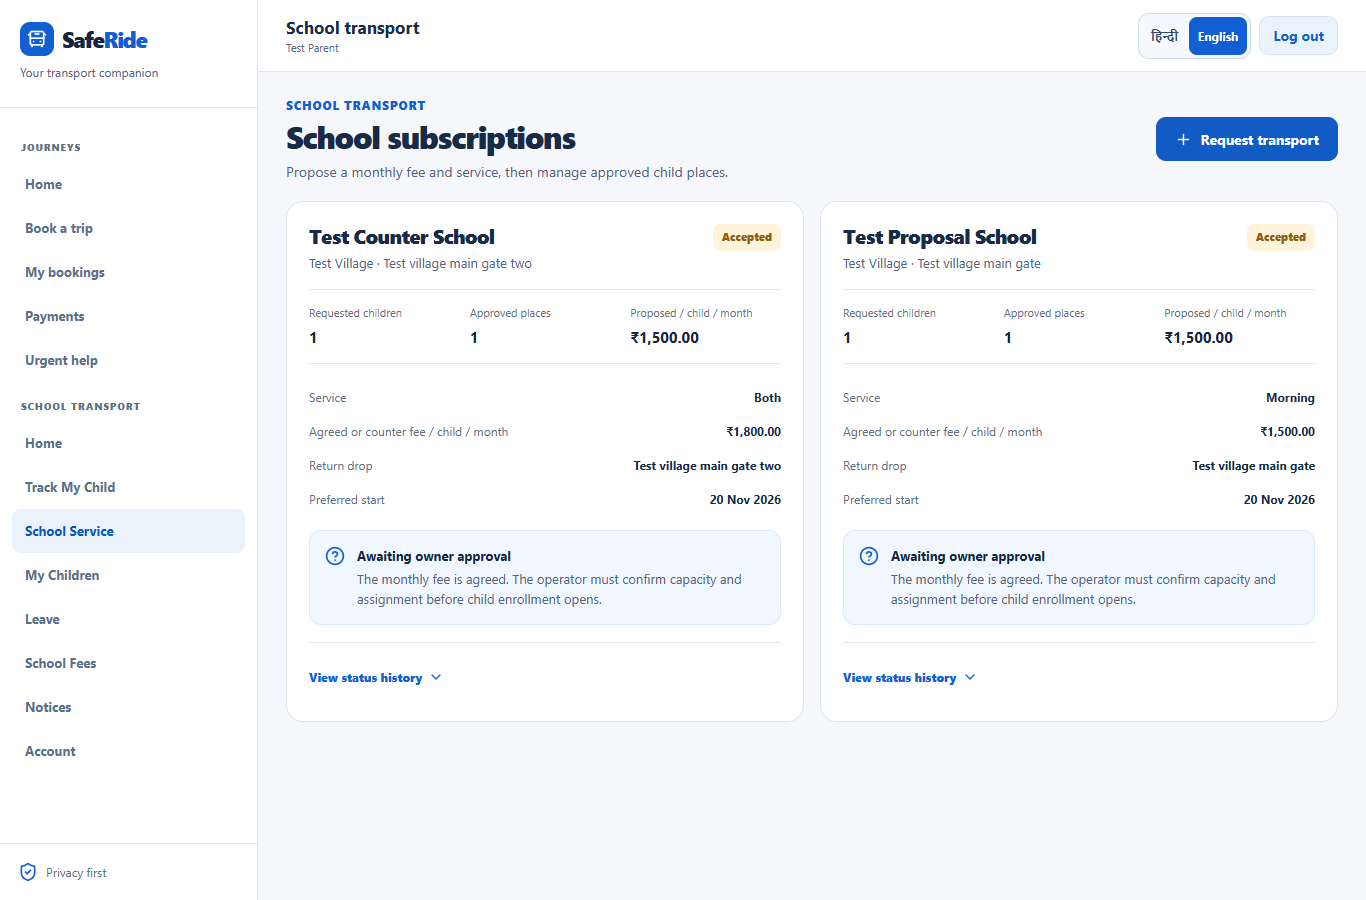 SafeRide
Your transport companion
JOURNEYS
Home
Book a trip
My bookings
Payments
Urgent help
SCHOOL TRANSPORT
Home
Track My Child
School Service
My Children
Leave
School Fees
Notices
Account
Privacy first
School transport
Test Parent
हिन्दी English Log out
SCHOOL TRANSPORT
School subscriptions
Propose a monthly fee and service, then manage approved child places.
+ Request transport
Test Counter School Accepted
Test Village · Test village main gate two
Requested children Approved places Proposed / child / month
1 1 ₹1,500.00
Service Both
Agreed or counter fee / child / month ₹1,800.00
Return drop Test village main gate two
Preferred start 20 Nov 2026
Awaiting owner approval
The monthly fee is agreed. The operator must confirm capacity and
assignment before child enrollment opens.
View status history
Test Proposal School Accepted
Test Village · Test village main gate
Requested children Approved places Proposed / child / month
1 1 ₹1,500.00
Service Morning
Agreed or counter fee / child / month ₹1,500.00
Return drop Test village main gate
Preferred start 20 Nov 2026
Awaiting owner approval
The monthly fee is agreed. The operator must confirm capacity and
assignment before child enrollment opens.
View status history